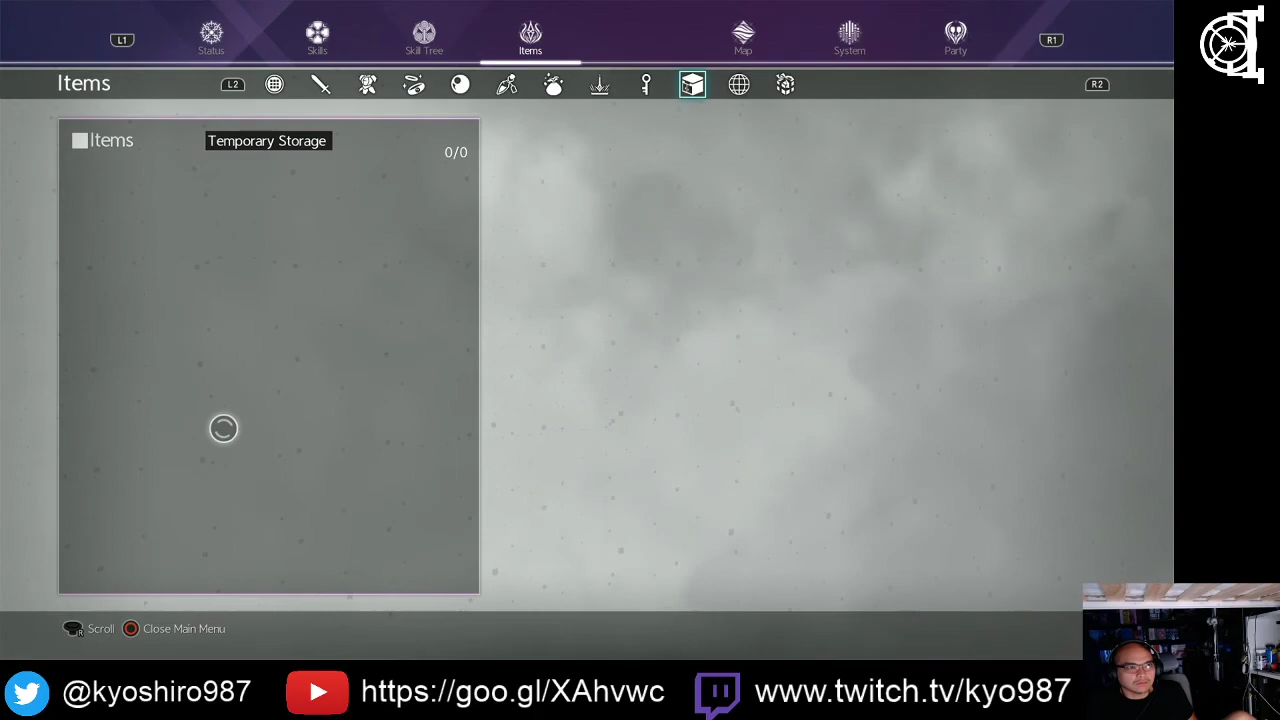 L1
Status
Skills
Skill Tree
Items
Map
System
Party
R1
Items
L2
R2
Items
Temporary Storage
0/0
R Scroll
Close Main Menu
@kyoshiro987
https://goo.gl/XAhvwc
www.twitch.tv/kyo987